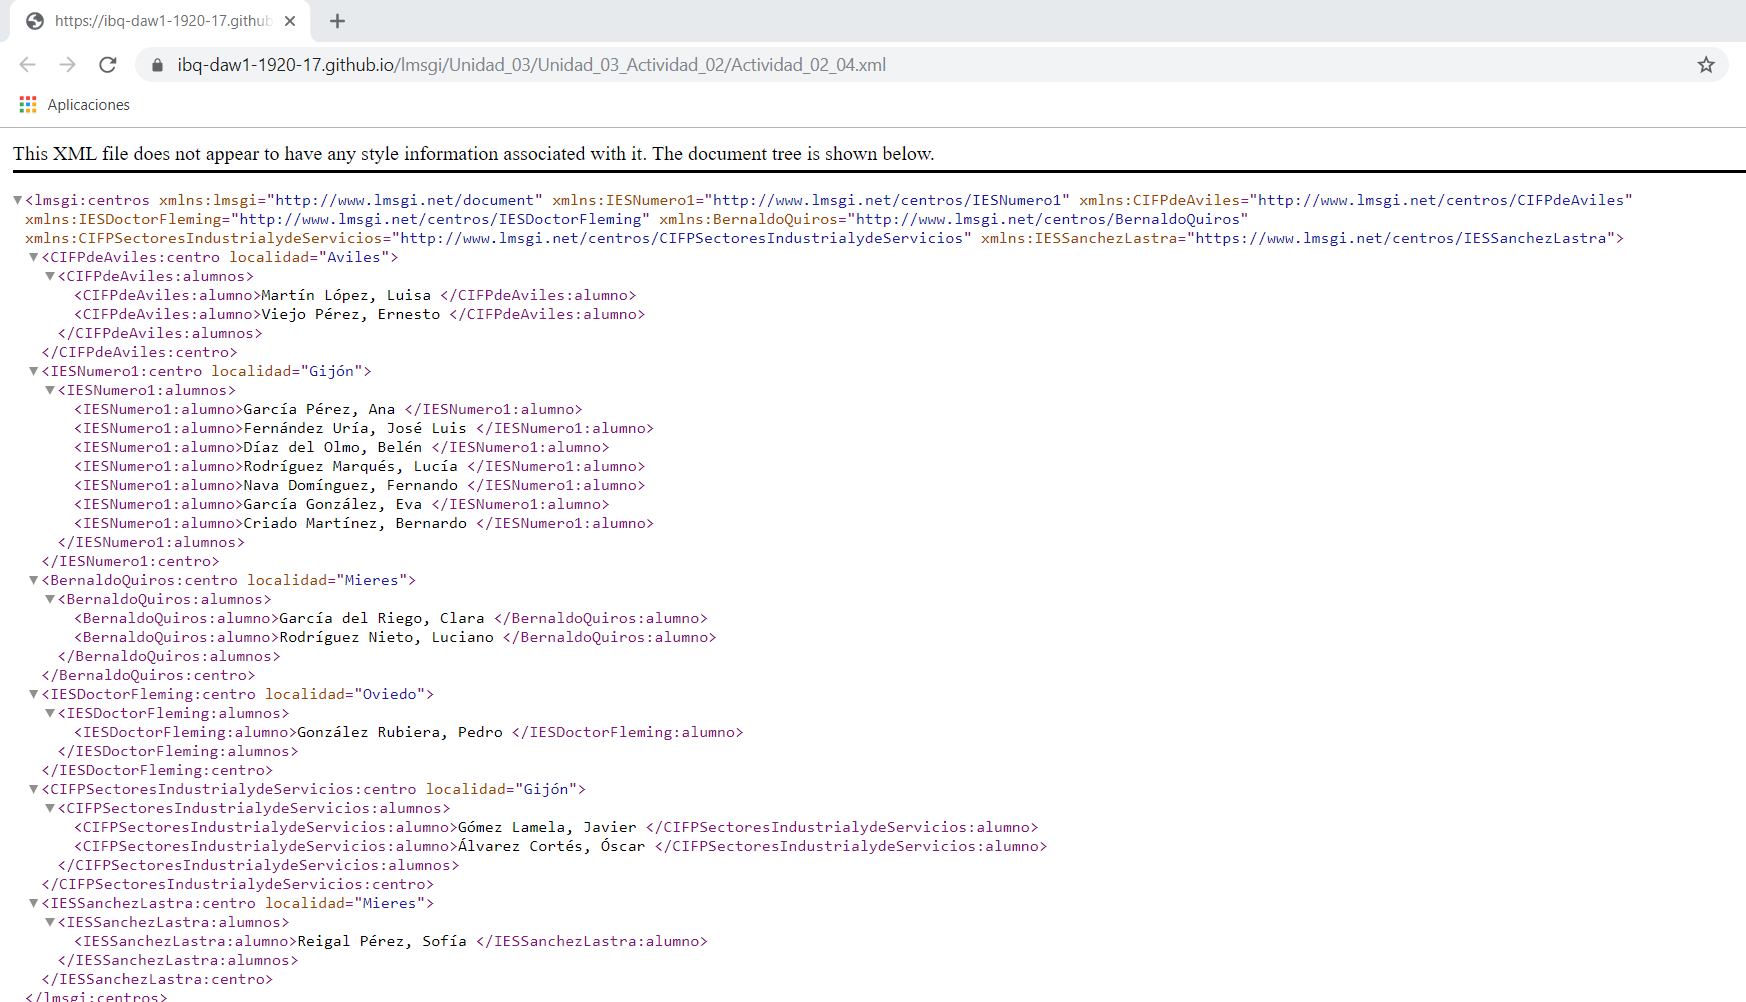 https://ibq-daw1-1920-17.github
ibq-daw1-1920-17.github.io/lmsgi/Unidad_03/Unidad_03_Actividad_02/Actividad_02_04.xml
Aplicaciones
This XML file does not appear to have any style information associated with it. The document tree is shown below.
<lmsgi:centros xmlns:lmsgi="http://www.lmsgi.net/document" xmlns:IESNumero1="http://www.lmsgi.net/centros/IESNumero1" xmlns:CIFPdeAviles="http://www.lmsgi.net/centros/CIFPdeAviles"
xmlns:IESDoctorFleming="http://www.lmsgi.net/centros/IESDoctorFleming" xmlns:BernaldoQuiros="http://www.lmsgi.net/centros/BernaldoQuiros"
xmlns:CIFPSectoresIndustrialydeServicios="http://www.lmsgi.net/centros/CIFPSectoresIndustrialydeServicios" xmlns:IESSanchezLastra="https://www.lmsgi.net/centros/IESSanchezLastra">
<CIFPdeAviles:centro localidad="Aviles">
<CIFPdeAviles:alumnos>
<CIFPdeAviles:alumno>Martín López, Luisa </CIFPdeAviles:alumno>
<CIFPdeAviles:alumno>Viejo Pérez, Ernesto </CIFPdeAviles:alumno>
</CIFPdeAviles:alumnos>
</CIFPdeAviles:centro>
<IESNumero1:centro localidad="Gijón">
<IESNumero1:alumnos>
<IESNumero1:alumno>García Pérez, Ana </IESNumero1:alumno>
<IESNumero1:alumno>Fernández Uría, José Luis </IESNumero1:alumno>
<IESNumero1:alumno>Díaz del Olmo, Belén </IESNumero1:alumno>
<IESNumero1:alumno>Rodríguez Marqués, Lucía </IESNumero1:alumno>
<IESNumero1:alumno>Nava Domínguez, Fernando </IESNumero1:alumno>
<IESNumero1:alumno>García González, Eva </IESNumero1:alumno>
<IESNumero1:alumno>Criado Martínez, Bernardo </IESNumero1:alumno>
</IESNumero1:alumnos>
</IESNumero1:centro>
<BernaldoQuiros:centro localidad="Mieres">
<BernaldoQuiros:alumnos>
<BernaldoQuiros:alumno>García del Riego, Clara </BernaldoQuiros:alumno>
<BernaldoQuiros:alumno>Rodríguez Nieto, Luciano </BernaldoQuiros:alumno>
</BernaldoQuiros:alumnos>
</BernaldoQuiros:centro>
<IESDoctorFleming:centro localidad="Oviedo">
<IESDoctorFleming:alumnos>
<IESDoctorFleming:alumno>González Rubiera, Pedro </IESDoctorFleming:alumno>
</IESDoctorFleming:alumnos>
</IESDoctorFleming:centro>
<CIFPSectoresIndustrialydeServicios:centro localidad="Gijón">
<CIFPSectoresIndustrialydeServicios:alumnos>
<CIFPSectoresIndustrialydeServicios:alumno>Gómez Lamela, Javier </CIFPSectoresIndustrialydeServicios:alumno>
<CIFPSectoresIndustrialydeServicios:alumno>Álvarez Cortés, Óscar </CIFPSectoresIndustrialydeServicios:alumno>
</CIFPSectoresIndustrialydeServicios:alumnos>
</CIFPSectoresIndustrialydeServicios:centro>
<IESSanchezLastra:centro localidad="Mieres">
<IESSanchezLastra:alumnos>
<IESSanchezLastra:alumno>Reigal Pérez, Sofía </IESSanchezLastra:alumno>
</IESSanchezLastra:alumnos>
</IESSanchezLastra:centro>
</lmsgi:centros>